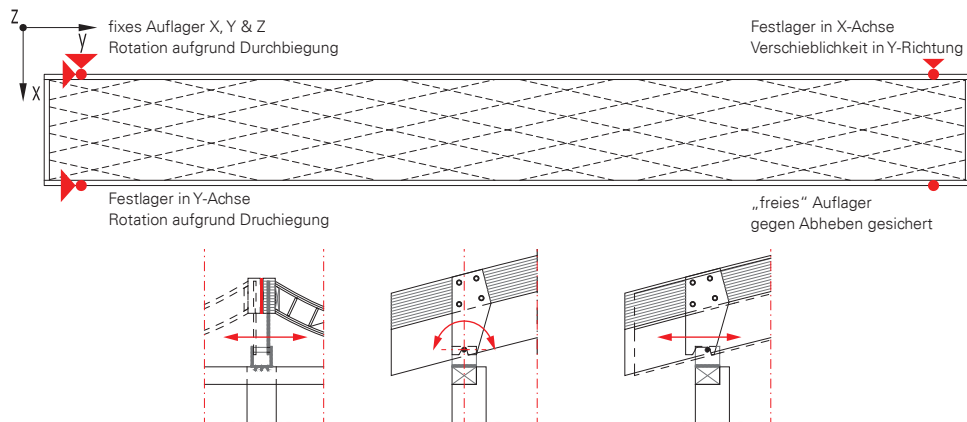 Z
y
X
fixes Auflager X, Y & Z
Rotation aufgrund Durchbiegung
Festlager in X-Achse
Verschieblichkeit in Y-Richtung
Festlager in Y-Achse
Rotation aufgrund Druchiegung
„freies“ Auflager
gegen Abheben gesichert